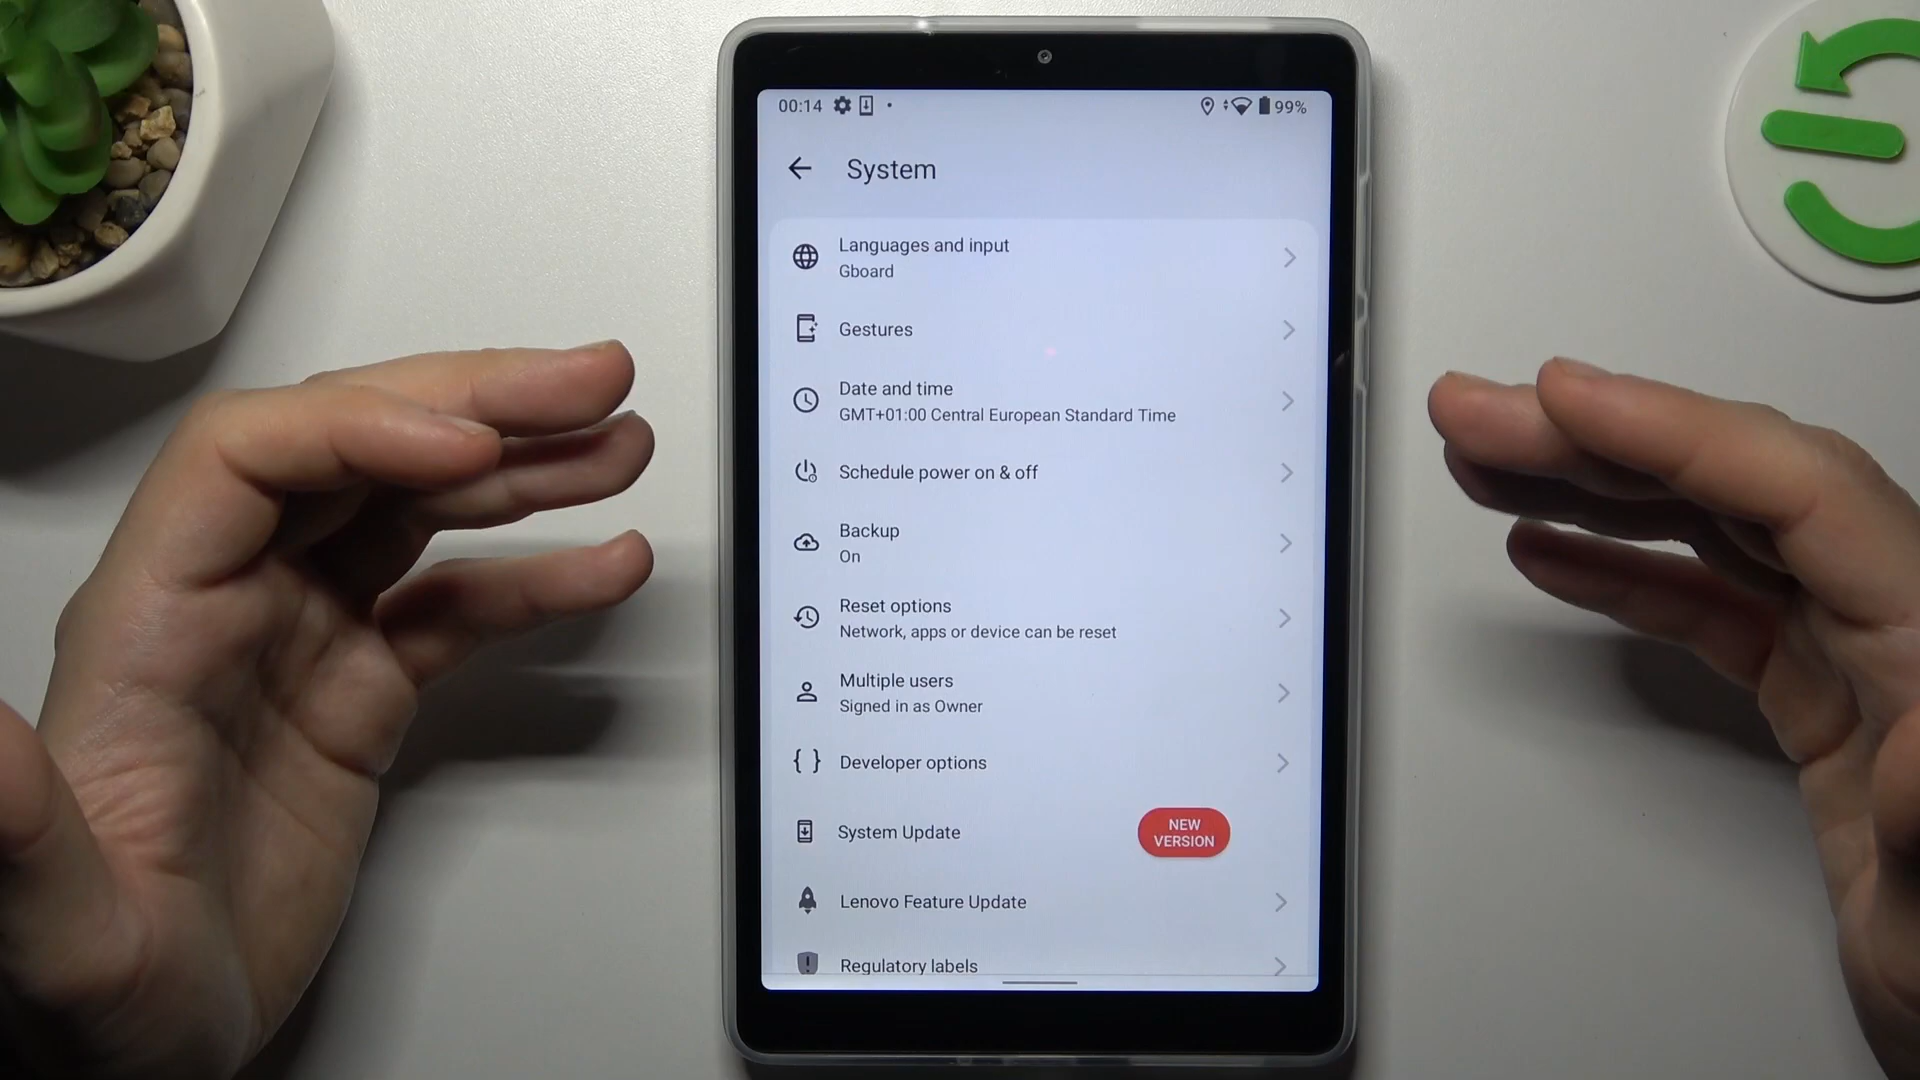 00:14 99%
System
Languages and input
Gboard
Gestures
Date and time
GMT+01:00 Central European Standard Time
Schedule power on & off
Backup
On
Reset options
Network, apps or device can be reset
Multiple users
Signed in as Owner
Developer options
System Update
NEW
VERSION
Lenovo Feature Update
Regulatory labels